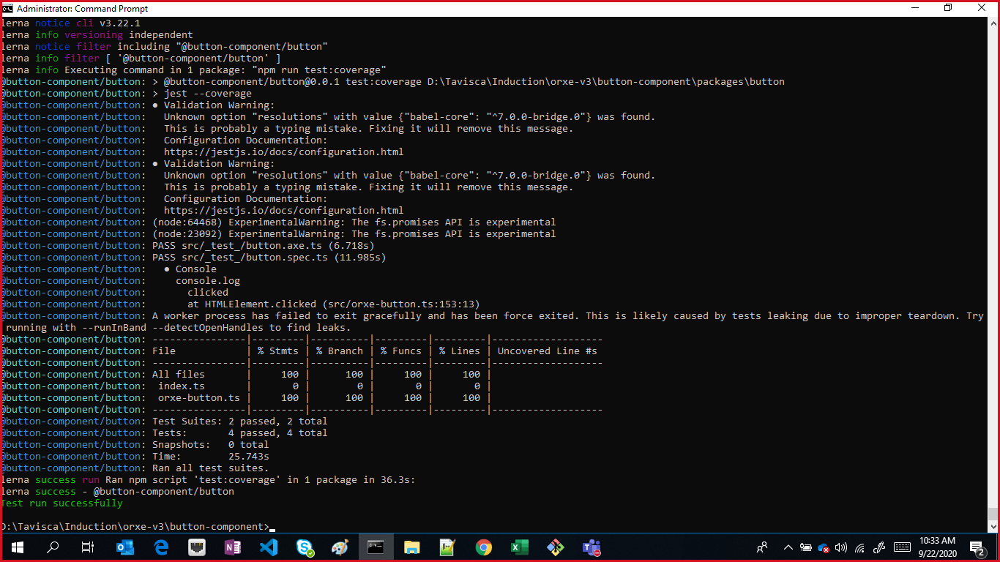 Administrator: Command Prompt
lerna notice cli v3.22.1
lerna info versioning independent
lerna notice filter including "@button-component/button"
lerna info filter [ '@button-component/button' ]
lerna info Executing command in 1 package: "npm run test:coverage"
@button-component/button: > @button-component/button@0.0.1 test:coverage D:\Tavisca\Induction\orxe-v3\button-component\packages\button
@button-component/button: > jest --coverage
@button-component/button: ● Validation Warning:
@button-component/button:   Unknown option "resolutions" with value {"babel-core": "^7.0.0-bridge.0"} was found.
@button-component/button:   This is probably a typing mistake. Fixing it will remove this message.
@button-component/button:   Configuration Documentation:
@button-component/button:   https://jestjs.io/docs/configuration.html
@button-component/button: ● Validation Warning:
@button-component/button:   Unknown option "resolutions" with value {"babel-core": "^7.0.0-bridge.0"} was found.
@button-component/button:   This is probably a typing mistake. Fixing it will remove this message.
@button-component/button:   Configuration Documentation:
@button-component/button:   https://jestjs.io/docs/configuration.html
@button-component/button: (node:64468) ExperimentalWarning: The fs.promises API is experimental
@button-component/button: (node:23092) ExperimentalWarning: The fs.promises API is experimental
@button-component/button: PASS src/_test_/button.axe.ts (6.718s)
@button-component/button: PASS src/_test_/button.spec.ts (11.985s)
@button-component/button:   ● Console
@button-component/button:     console.log
@button-component/button:       clicked
@button-component/button:       at HTMLElement.clicked (src/orxe-button.ts:153:13)
@button-component/button: A worker process has failed to exit gracefully and has been force exited. This is likely caused by tests leaking due to improper teardown. Try
running with --runInBand --detectOpenHandles to find leaks.
@button-component/button: ----------------|---------|----------|---------|---------|-------------------
@button-component/button: File            | % Stmts | % Branch | % Funcs | % Lines | Uncovered Line #s
@button-component/button: ----------------|---------|----------|---------|---------|-------------------
@button-component/button: All files       |     100 |      100 |     100 |     100 |
@button-component/button:  index.ts       |       0 |        0 |       0 |       0 |
@button-component/button:  orxe-button.ts |     100 |      100 |     100 |     100 |
@button-component/button: ----------------|---------|----------|---------|---------|-------------------
@button-component/button: Test Suites: 2 passed, 2 total
@button-component/button: Tests:       4 passed, 4 total
@button-component/button: Snapshots:   0 total
@button-component/button: Time:        25.743s
@button-component/button: Ran all test suites.
lerna success run Ran npm script 'test:coverage' in 1 package in 36.3s:
lerna success - @button-component/button
Test run successfully
D:\Tavisca\Induction\orxe-v3\button-component>
10:33 AM
9/22/2020
2